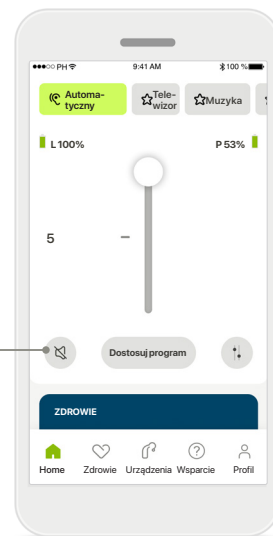 ●●●○○ PH 9:41 AM 100 %
Automa-
tyczny
Tele-
wizor
Muzyka
L 100% P 53%
5
Dostosuj program
ZDROWIE
Home Zdrowie Urządzenia Wsparcie Profil